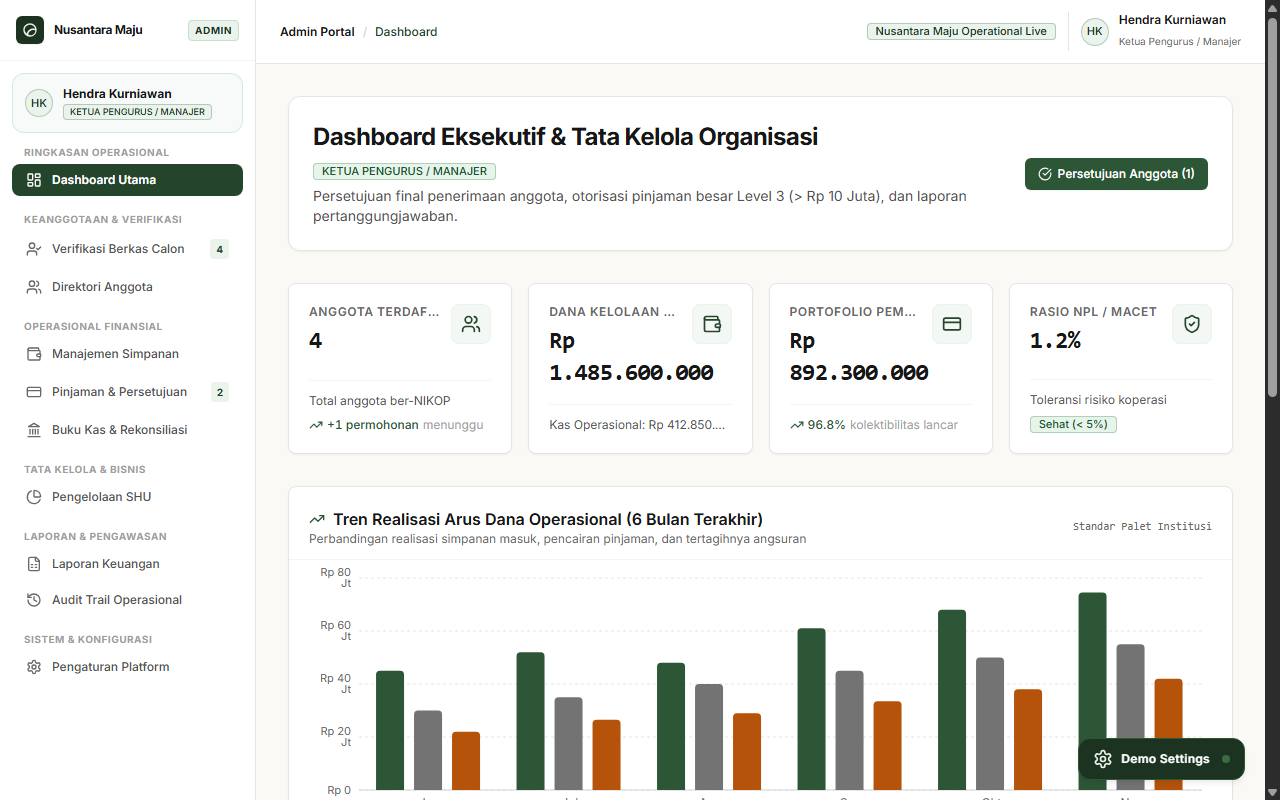 Nusantara Maju
ADMIN
Admin Portal / Dashboard
Nusantara Maju Operational Live
HK
Hendra Kurniawan
Ketua Pengurus / Manajer
HK
Hendra Kurniawan
KETUA PENGURUS / MANAJER
RINGKASAN OPERASIONAL
Dashboard Utama
KEANGGOTAAN & VERIFIKASI
Verifikasi Berkas Calon
4
Direktori Anggota
OPERASIONAL FINANSIAL
Manajemen Simpanan
Pinjaman & Persetujuan
2
Buku Kas & Rekonsiliasi
TATA KELOLA & BISNIS
Pengelolaan SHU
LAPORAN & PENGAWASAN
Laporan Keuangan
Audit Trail Operasional
SISTEM & KONFIGURASI
Pengaturan Platform
Dashboard Eksekutif & Tata Kelola Organisasi
KETUA PENGURUS / MANAJER
Persetujuan final penerimaan anggota, otorisasi pinjaman besar Level 3 (> Rp 10 Juta), dan laporan
pertanggungjawaban.
Persetujuan Anggota (1)
ANGGOTA TERDAF...
4
Total anggota ber-NIKOP
+1 permohonan menunggu
DANA KELOLAAN ...
Rp
1.485.600.000
Kas Operasional: Rp 412.850....
PORTOFOLIO PEM...
Rp
892.300.000
96.8% kolektibilitas lancar
RASIO NPL / MACET
1.2%
Toleransi risiko koperasi
Sehat (< 5%)
Tren Realisasi Arus Dana Operasional (6 Bulan Terakhir)
Perbandingan realisasi simpanan masuk, pencairan pinjaman, dan tertagihnya angsuran
Standar Palet Institusi
Rp 80
Jt
Rp 60
Jt
Rp 40
Jt
Rp 20
Jt
Rp 0
Demo Settings